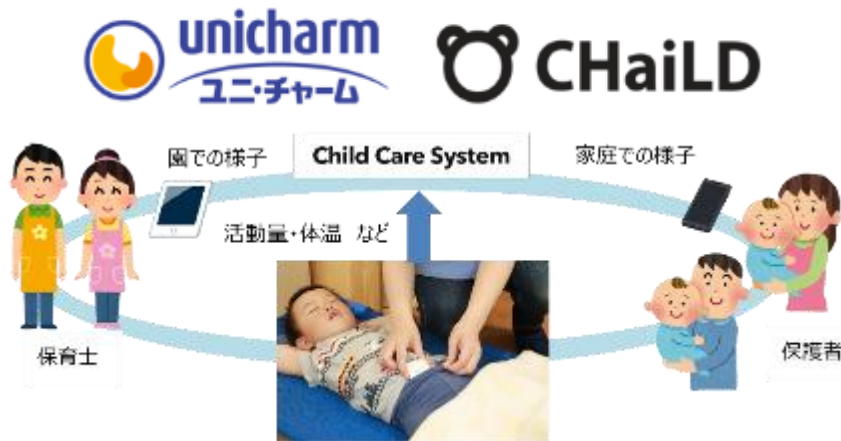 unicharm
ユニ・チャーム
CHaiLD
園での様子
Child Care System
家庭での様子
活動量・体温 など
保育士
保護者